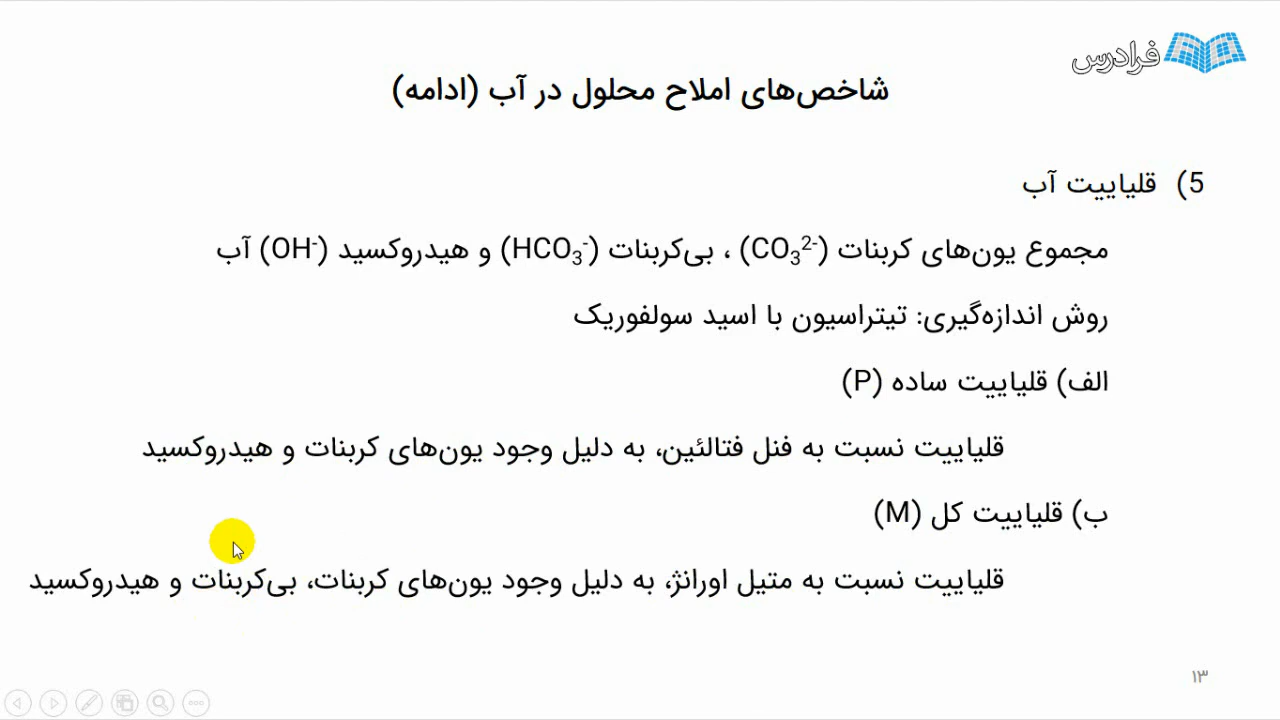 فرادرس
شاخص‌های املاح محلول در آب (ادامه)
5) قلیاییت آب
مجموع یون‌های کربنات (CO₃²⁻) ، بی‌کربنات (HCO₃⁻) و هیدروکسید (OH⁻) آب
روش اندازه‌گیری: تیتراسیون با اسید سولفوریک
الف) قلیاییت ساده (P)
قلیاییت نسبت به فنل فتالئین، به دلیل وجود یون‌های کربنات و هیدروکسید
ب) قلیاییت کل (M)
قلیاییت نسبت به متیل اورانژ، به دلیل وجود یون‌های کربنات، بی‌کربنات و هیدروکسید
۱۳